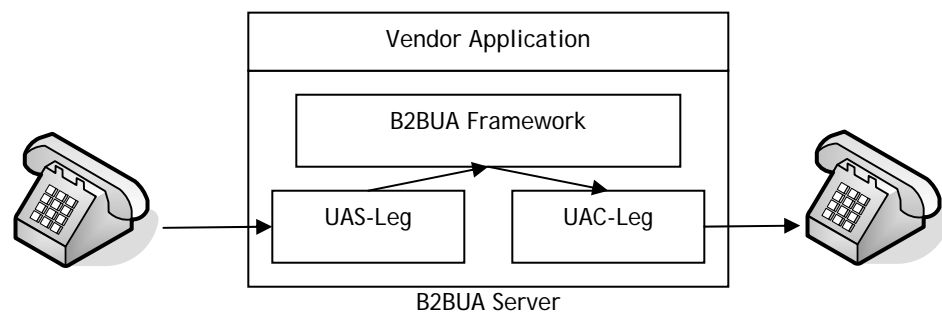 Vendor Application
B2BUA Framework
UAS-Leg
UAC-Leg
B2BUA Server